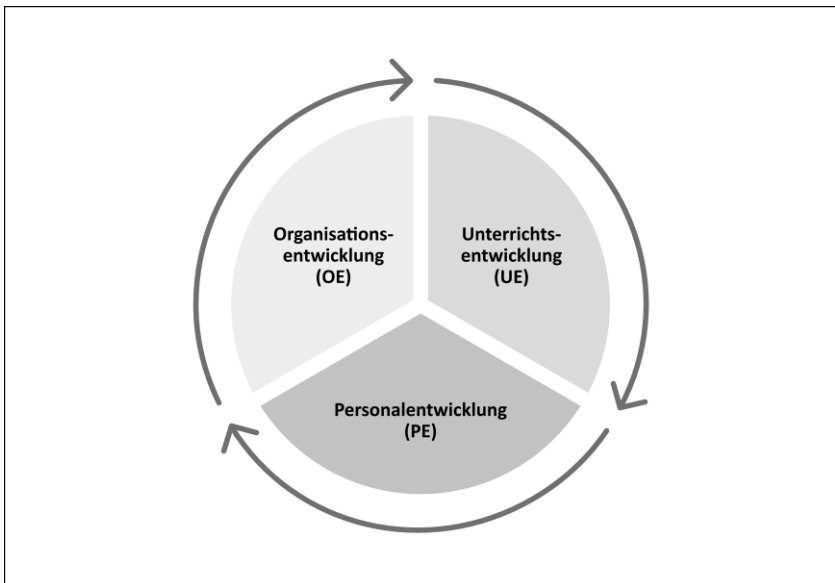 Organisations-
entwicklung
(OE)
Unterrichts-
entwicklung
(UE)
Personalentwicklung
(PE)